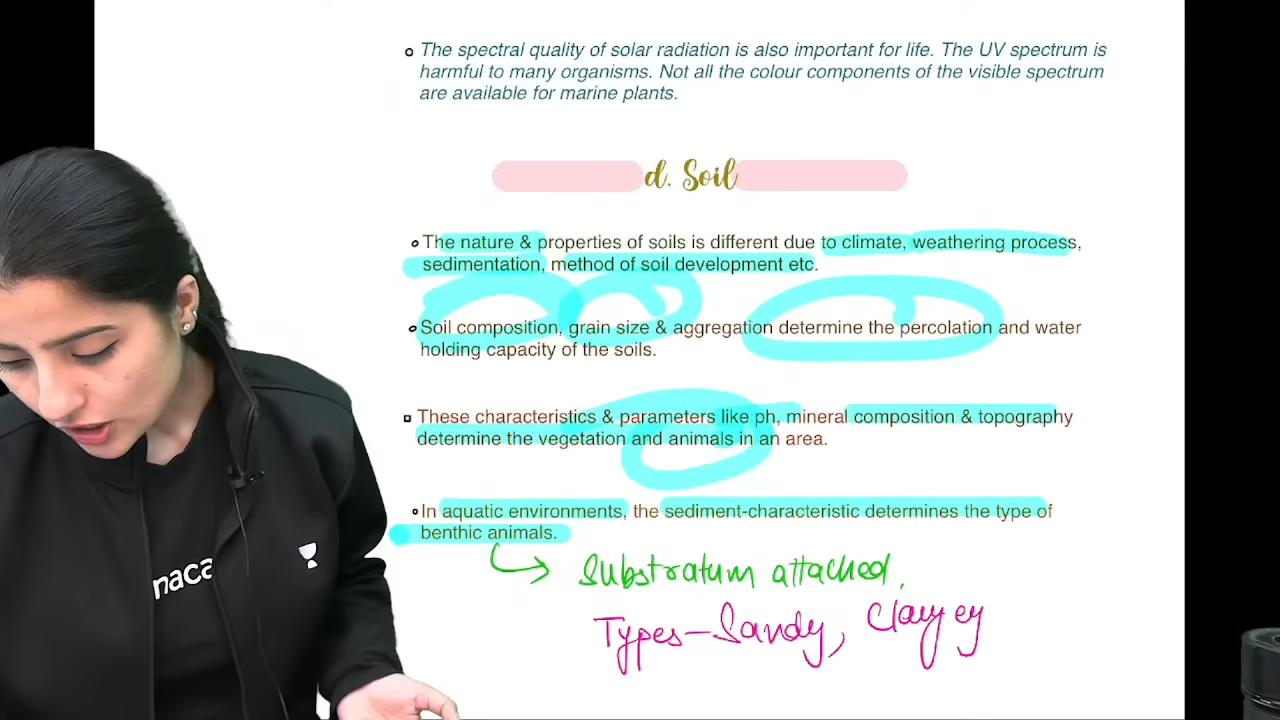 The spectral quality of solar radiation is also important for life. The UV spectrum is
harmful to many organisms. Not all the colour components of the visible spectrum
are available for marine plants.
d. Soil
The nature & properties of soils is different due to climate, weathering process,
sedimentation, method of soil development etc.
Soil composition, grain size & aggregation determine the percolation and water
holding capacity of the soils.
These characteristics & parameters like ph, mineral composition & topography
determine the vegetation and animals in an area.
In aquatic environments, the sediment-characteristic determines the type of
benthic animals.
Substratum attached.
Types-Sandy, Clayey
naca